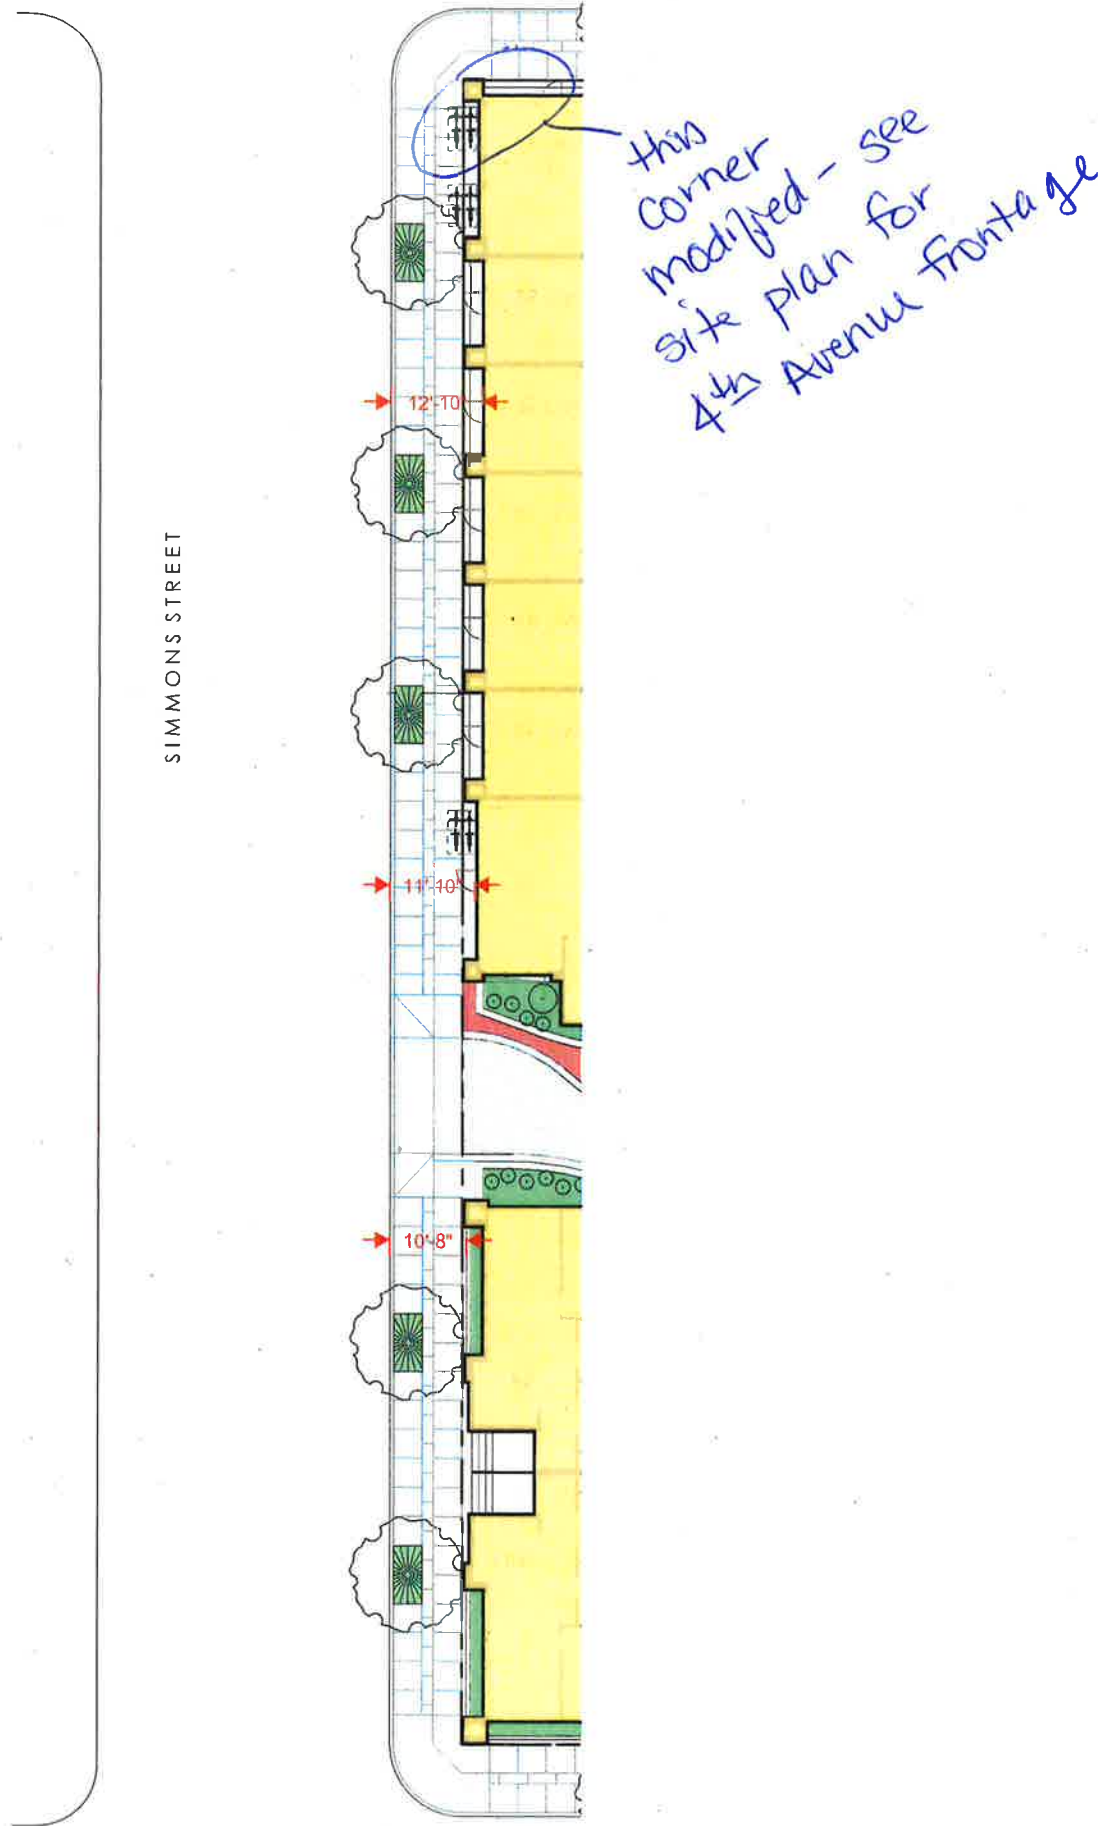 this
corner
modified - see
site plan for
4th Avenue frontage
SIMMONS STREET
12'-10
11'-10"
10'-8"